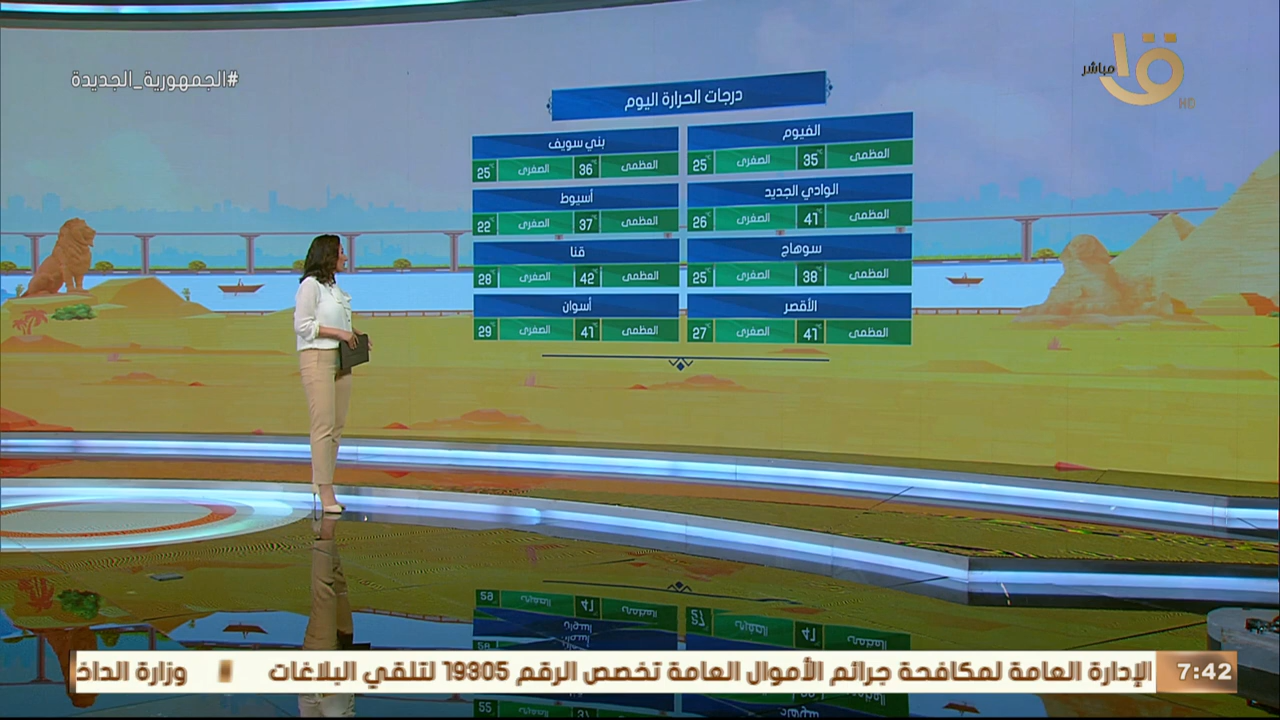 #الجمهورية_الجديدة
مباشر
HD
درجات الحرارة اليوم
الفيوم
العظمى 35°c الصغرى 25°c
بني سويف
العظمى 36°c الصغرى 25°c
الوادي الجديد
العظمى 41°c الصغرى 26°c
أسيوط
العظمى 37°c الصغرى 22°c
سوهاج
العظمى 38°c الصغرى 25°c
قنا
العظمى 42°c الصغرى 28°c
الأقصر
العظمى 41°c الصغرى 27°c
أسوان
العظمى 41°c الصغرى 29°c
7:42
الإدارة العامة لمكافحة جرائم الأموال العامة تخصص الرقم 19305 لتلقي البلاغات
وزارة